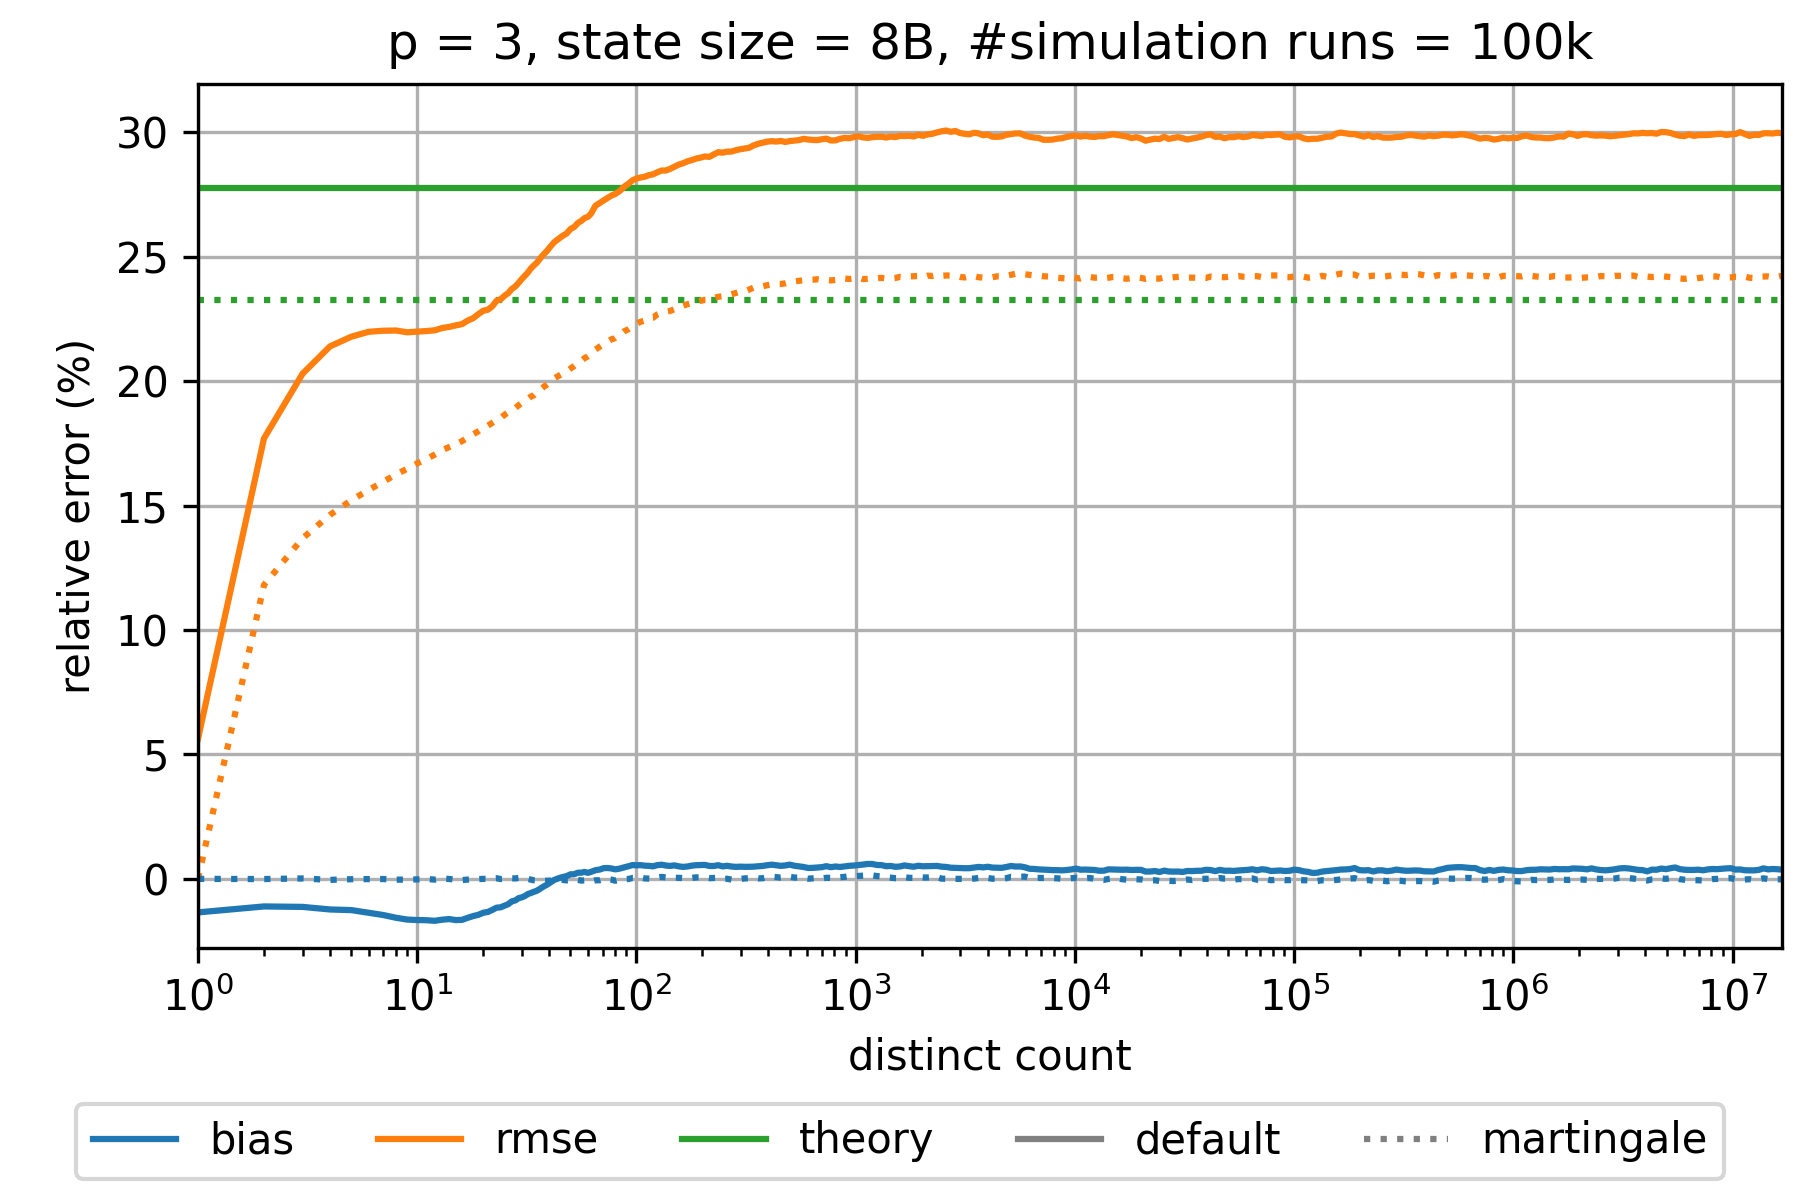 p = 3, state size = 8B, #simulation runs = 100k
relative error (%)
30
25
20
15
10
5
0
10⁰ 10¹ 10² 10³ 10⁴ 10⁵ 10⁶ 10⁷
distinct count
bias rmse theory default martingale